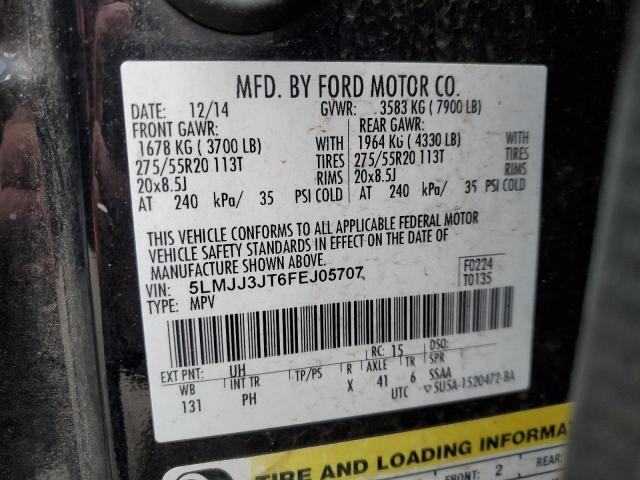 MFD. BY FORD MOTOR CO.
DATE: 12/14 GVWR: 3583 KG ( 7900 LB)
FRONT GAWR: REAR GAWR:
1678 KG ( 3700 LB) WITH 1964 KG ( 4330 LB) WITH
275/55R20 113T TIRES 275/55R20 113T TIRES
20x8.5J RIMS 20x8.5J RIMS
AT 240 kPa/ 35 PSI COLD AT 240 kPa/ 35 PSI COLD
THIS VEHICLE CONFORMS TO ALL APPLICABLE FEDERAL MOTOR
VEHICLE SAFETY STANDARDS IN EFFECT ON THE DATE OF
MANUFACTURE SHOWN ABOVE.
VIN: 5LMJJ3JT6FEJ05707 F0224
TYPE: MPV T0135
EXT PNT: UH RC: 15 DSO:
WB INT TR TP/PS R AXLE TR SPR
131 PH X 41 6 SSAA
UTC ▽5U5A-1520472-BA
TIRE AND LOADING INFORMA
FRONT: 2 REAR: